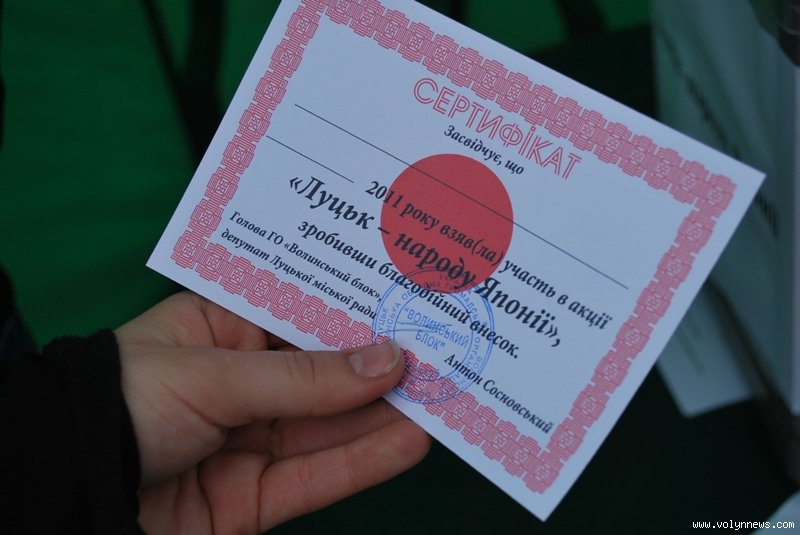 СЕРТИФІКАТ
Засвідчує, що
2011 року взяв(ла) участь в акції
«Луцьк – народу Японії»,
зробивши благодійний внесок.
Голова ГО «Волинський блок»,
депутат Луцької міської ради
Антон Сосновський
"ВОЛИНСЬКИЙ
БЛОК"
www.volynnews.com